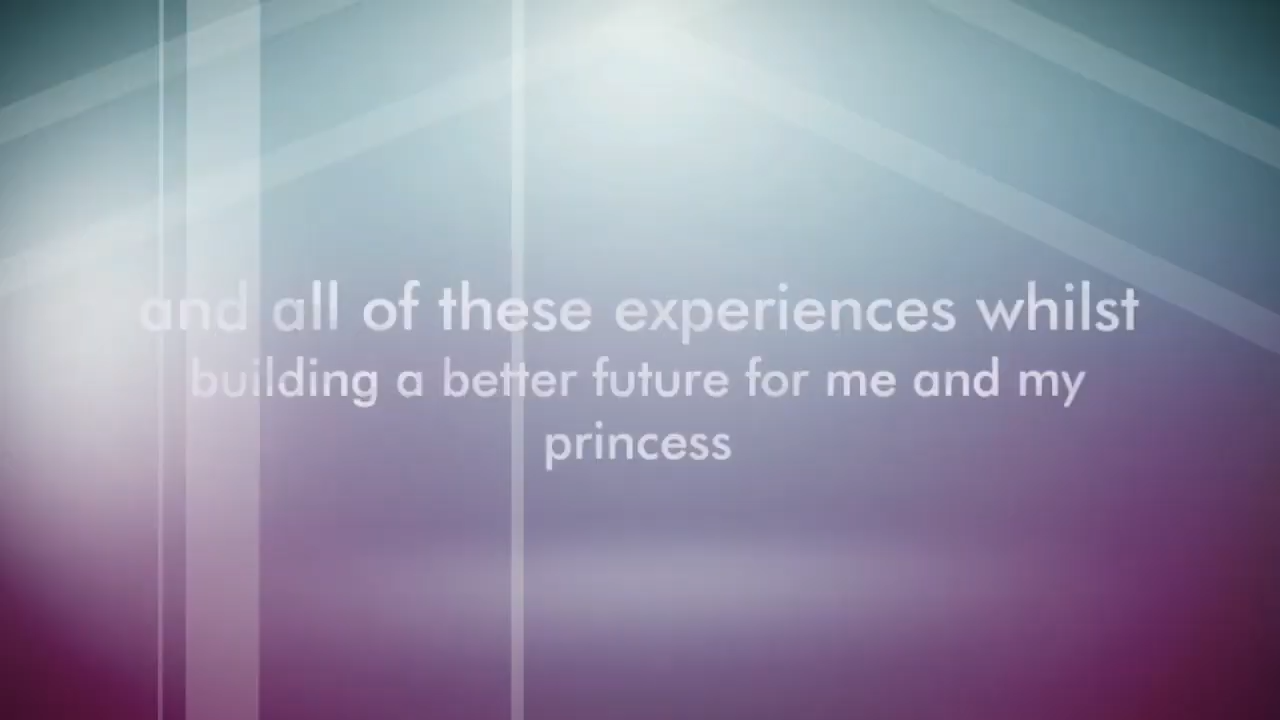 and all of these experiences whilst
building a better future for me and my
princess